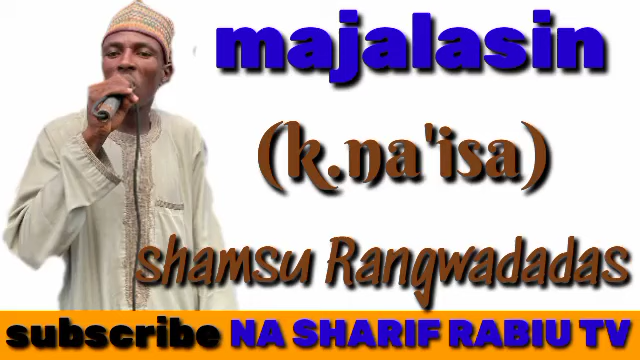 majalasin
(k.na'isa)
shamsu Rangwadadas
subscribe NA SHARIF RABIU TV